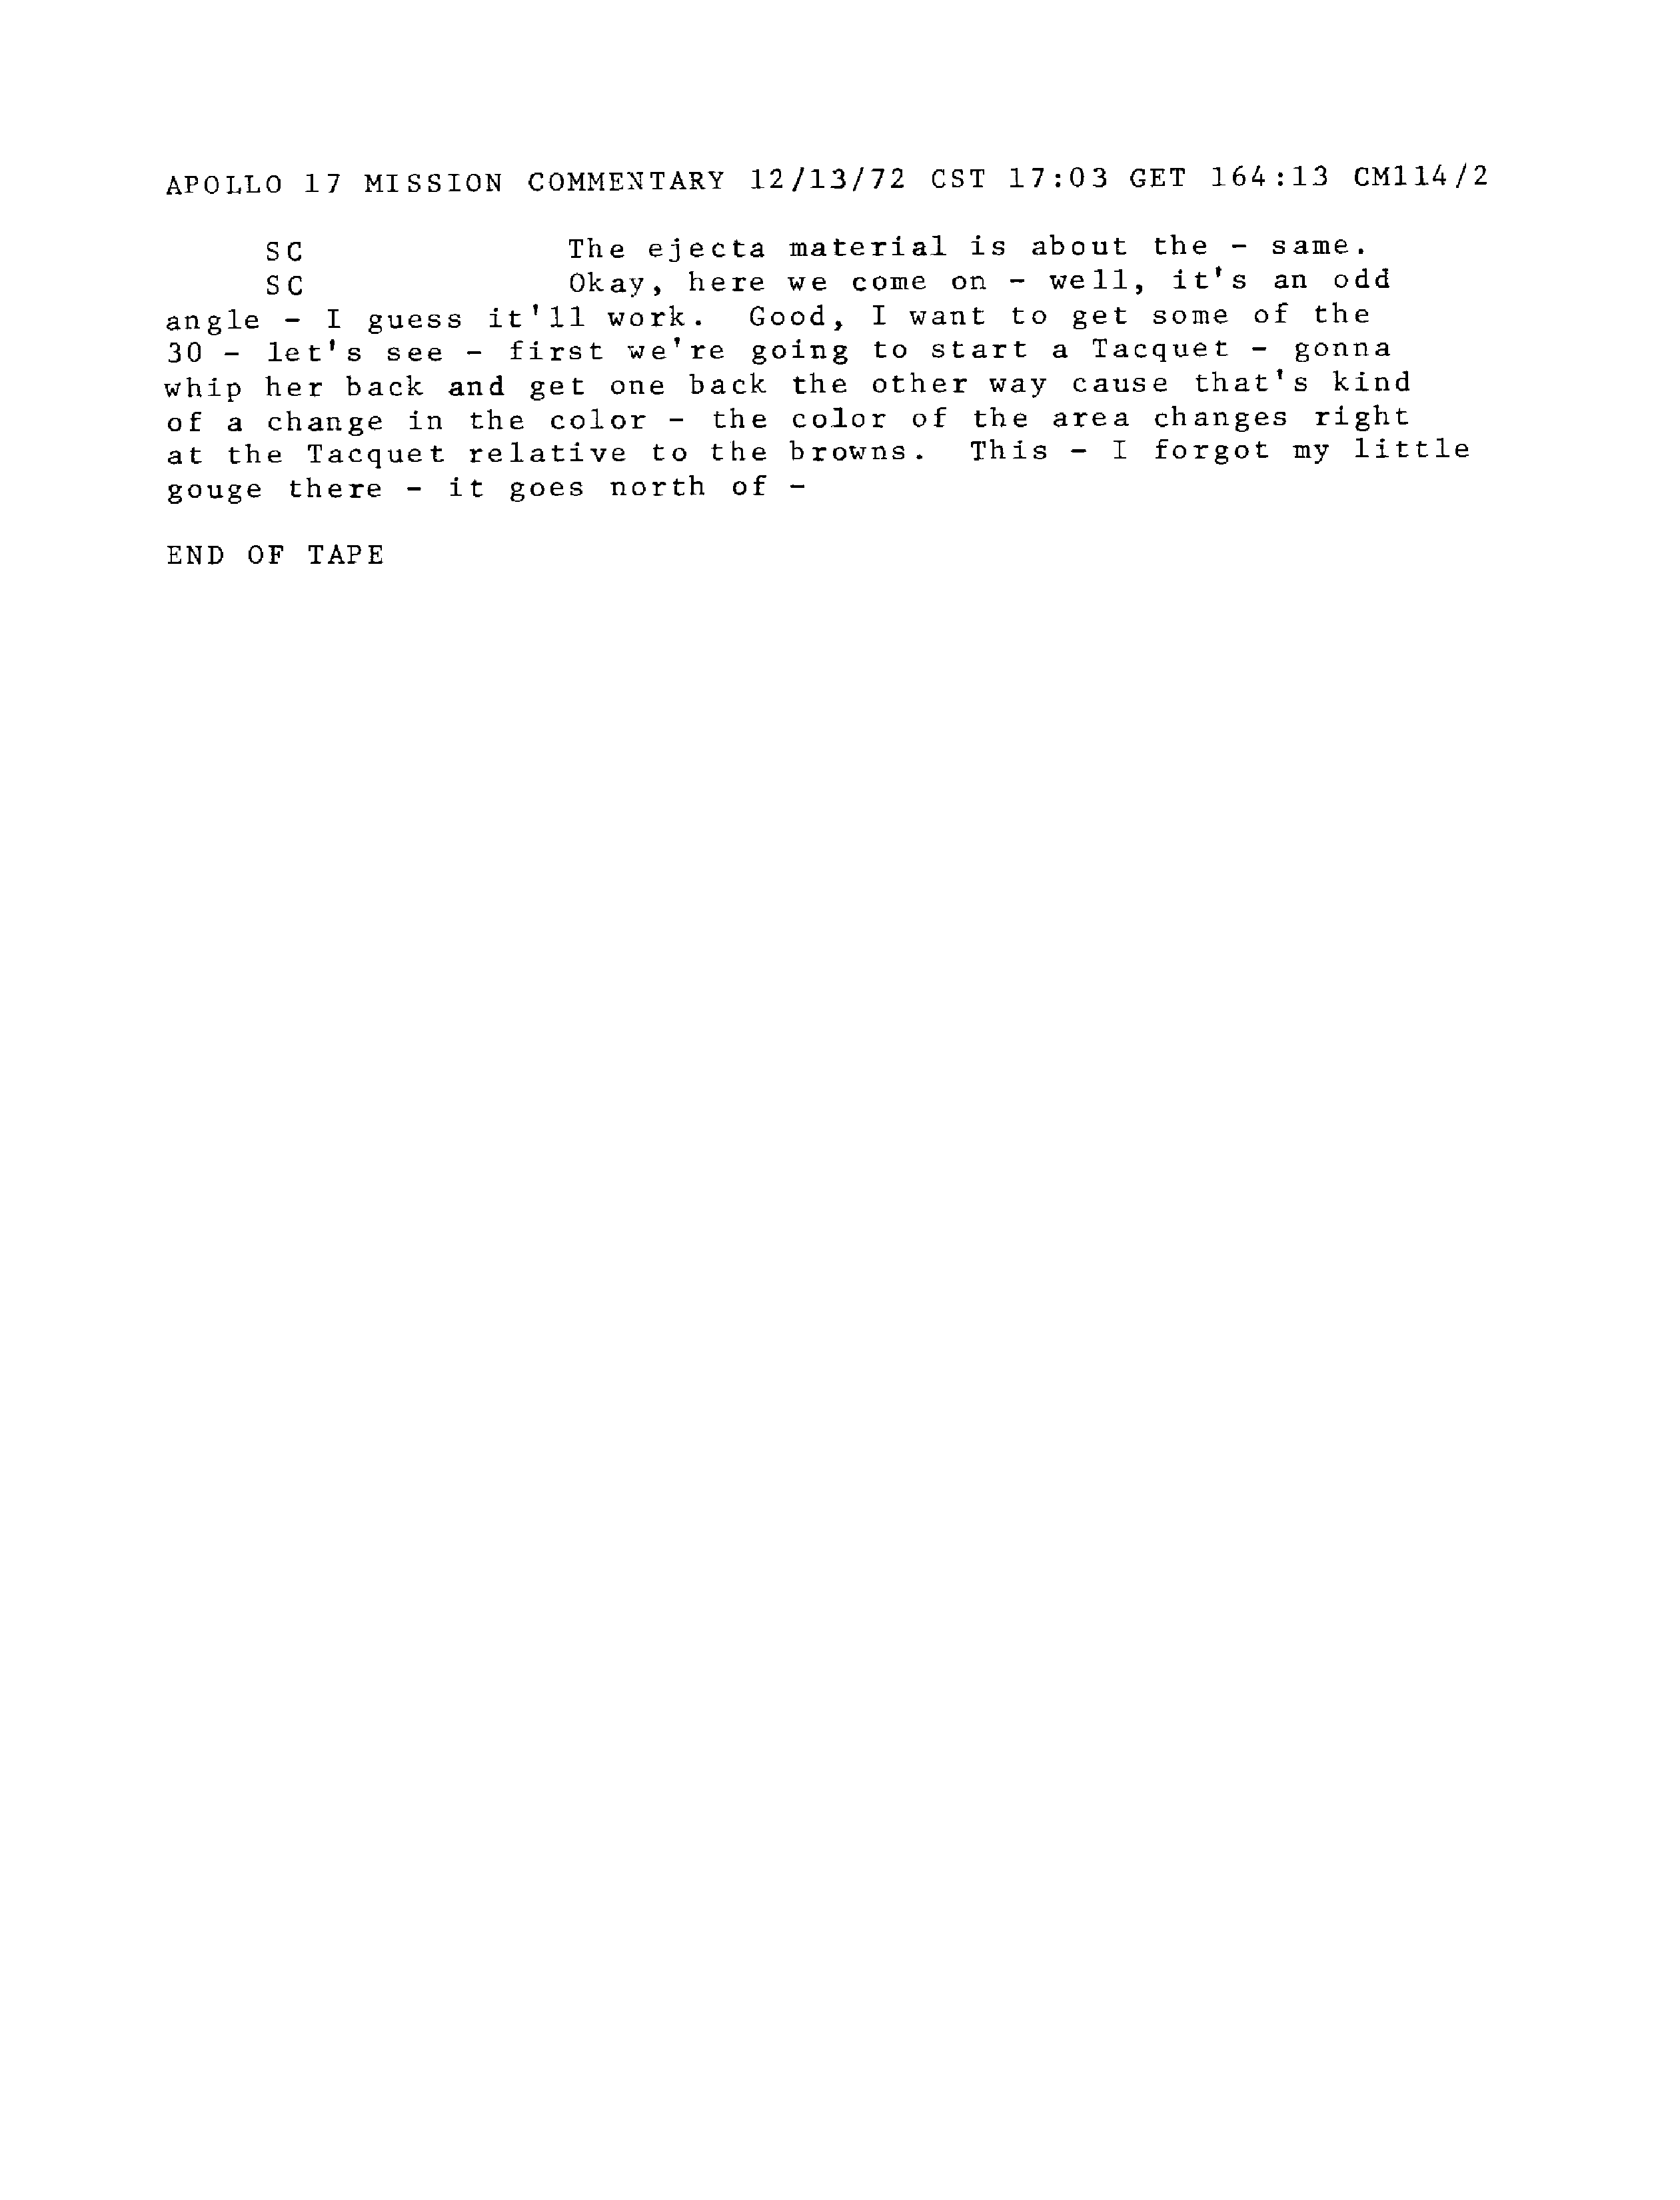 APOLLO 17 MISSION COMMENTARY 12/13/72 CST 17:03 GET 164:13 CM114/2
SC The ejecta material is about the - same.
SC Okay, here we come on - well, it's an odd
angle - I guess it'll work. Good, I want to get some of the
30 - let's see - first we're going to start a Tacquet - gonna
whip her back and get one back the other way cause that's kind
of a change in the color - the color of the area changes right
at the Tacquet relative to the browns. This - I forgot my little
gouge there - it goes north of -
END OF TAPE